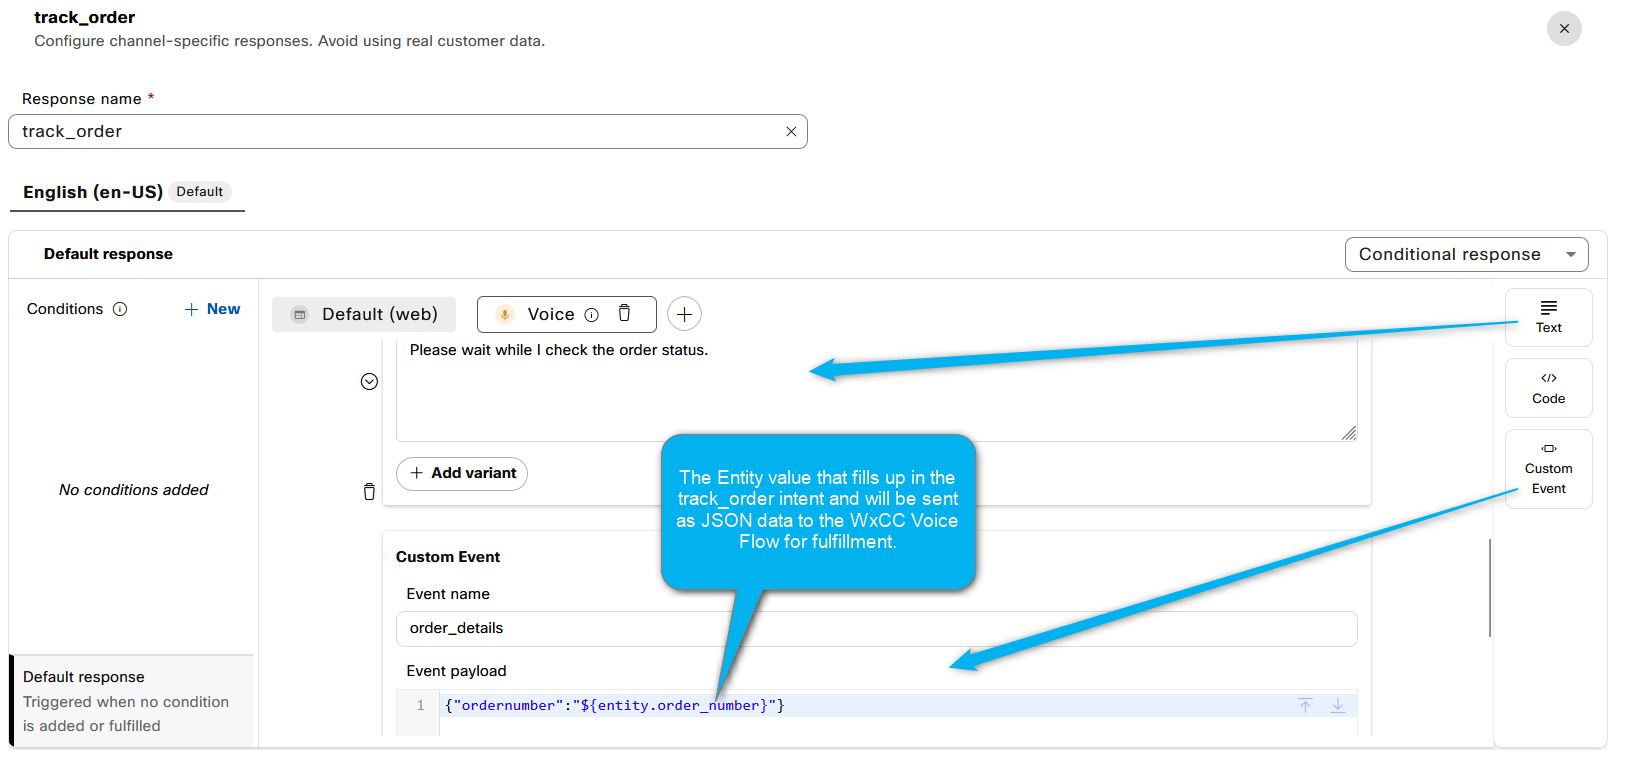 track_order
Configure channel-specific responses. Avoid using real customer data.
Response name *
track_order
English (en-US) Default
Default response
Conditional response
Conditions
+ New
Default (web)
Voice
Text
Please wait while I check the order status.
Code
+ Add variant
Custom
Event
No conditions added
The Entity value that fills up in the
track_order intent and will be sent
as JSON data to the WxCC Voice
Flow for fulfillment.
Custom Event
Event name
order_details
Event payload
1 {"ordernumber":"${entity.order_number}"}
Default response
Triggered when no condition
is added or fulfilled